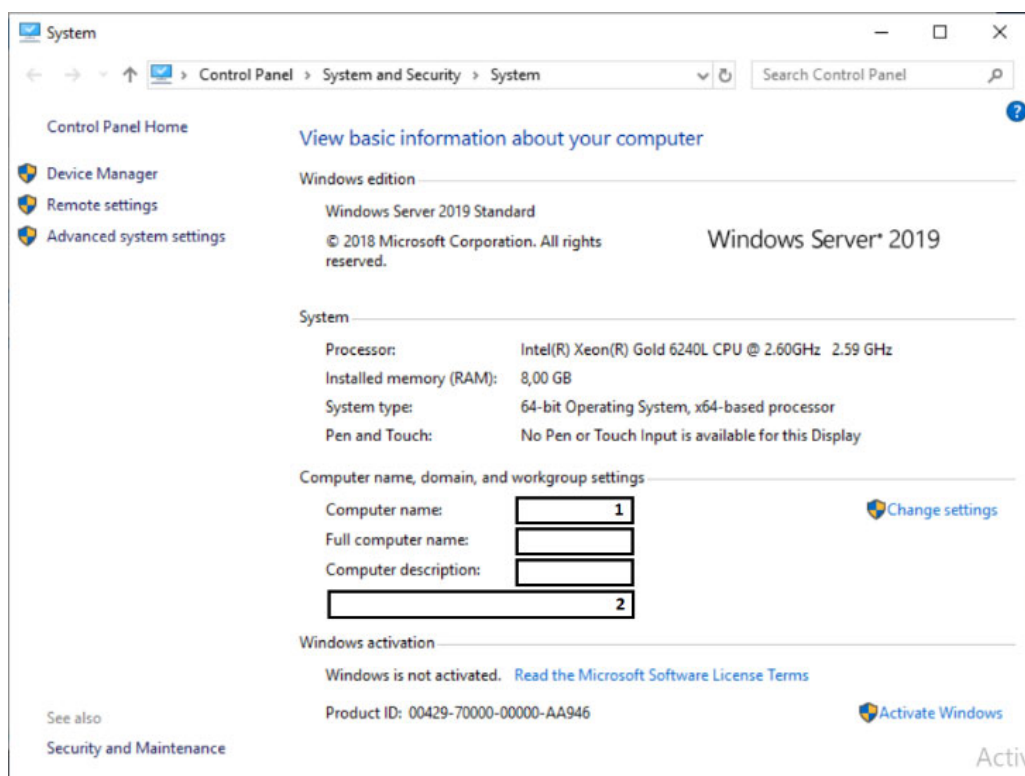 System
Control Panel › System and Security › System
Search Control Panel
?
Control Panel Home
Device Manager
Remote settings
Advanced system settings
View basic information about your computer
Windows edition
Windows Server 2019 Standard
© 2018 Microsoft Corporation. All rights
reserved.
Windows Server® 2019
System
Processor: Intel(R) Xeon(R) Gold 6240L CPU @ 2.60GHz 2.59 GHz
Installed memory (RAM): 8,00 GB
System type: 64-bit Operating System, x64-based processor
Pen and Touch: No Pen or Touch Input is available for this Display
Computer name, domain, and workgroup settings
Computer name: 1
Change settings
Full computer name:
Computer description:
2
Windows activation
Windows is not activated. Read the Microsoft Software License Terms
Product ID: 00429-70000-00000-AA946
Activate Windows
See also
Security and Maintenance
Activ